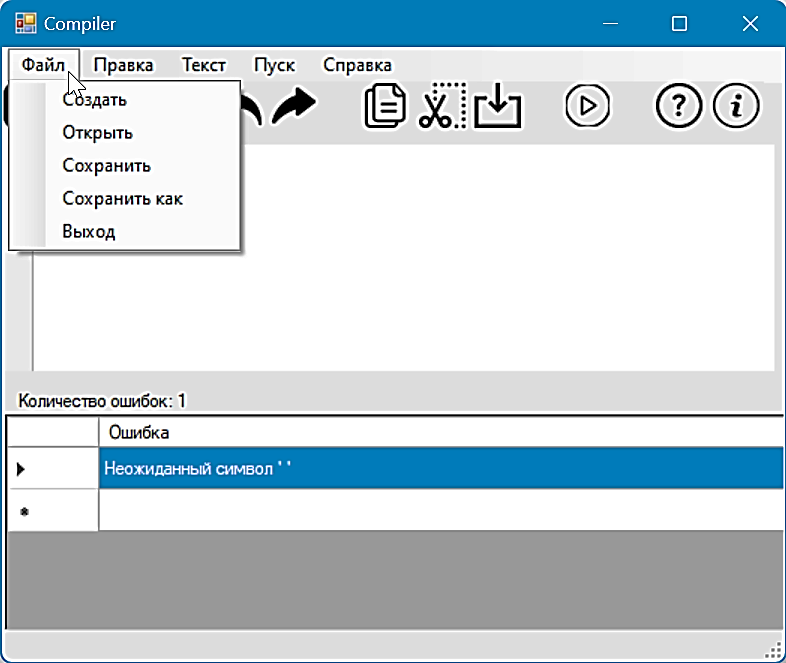 Compiler
Файл Правка Текст Пуск Справка
Создать
Открыть
Сохранить
Сохранить как
Выход
Количество ошибок: 1
Ошибка
Неожиданный символ ' '